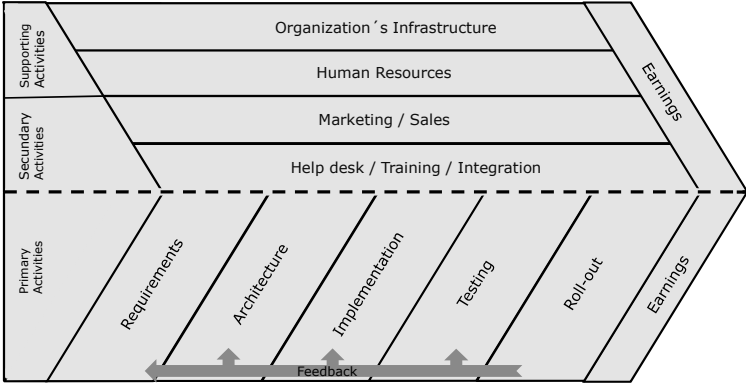 Supporting
Activities
Organization´s Infrastructure
Human Resources
Earnings
Secundary
Activities
Marketing / Sales
Help desk / Training / Integration
Primary
Activities
Requirements
Architecture
Implementation
Testing
Roll-out
Earnings
Feedback